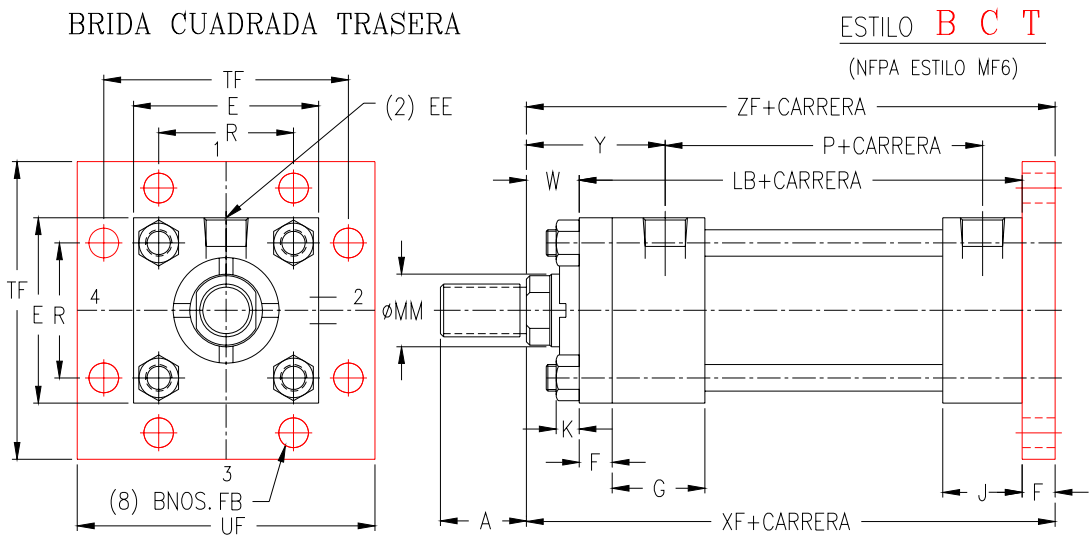 BRIDA CUADRADA TRASERA
ESTILO B C T
(NFPA ESTILO MF6)
TF
E
R
1
(2) EE
ZF+CARRERA
Y
P+CARRERA
W
LB+CARRERA
TF
E
R
4
2
øMM
K
F
G
J
F
3
(8) BNOS. FB
UF
A
XF+CARRERA